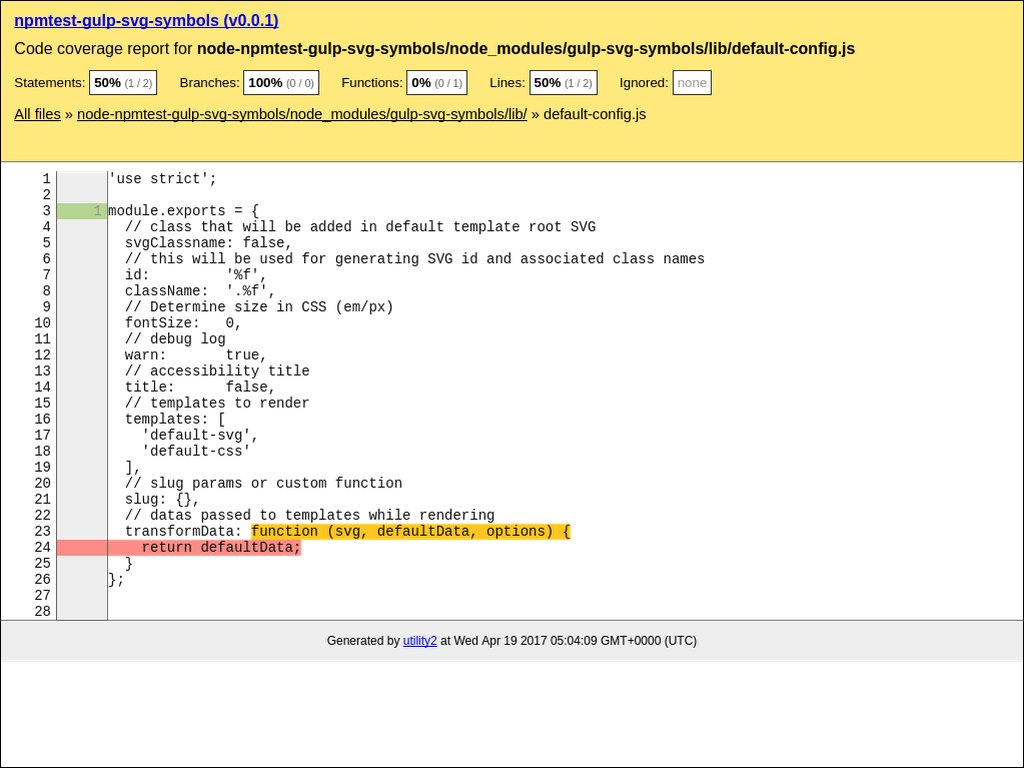 npmtest-gulp-svg-symbols (v0.0.1)
Code coverage report for node-npmtest-gulp-svg-symbols/node_modules/gulp-svg-symbols/lib/default-config.js
Statements: 50% (1 / 2) Branches: 100% (0 / 0) Functions: 0% (0 / 1) Lines: 50% (1 / 2) Ignored: none
All files » node-npmtest-gulp-svg-symbols/node_modules/gulp-svg-symbols/lib/ » default-config.js
1 'use strict';
2
3 1 module.exports = {
4   // class that will be added in default template root SVG
5   svgClassname: false,
6   // this will be used for generating SVG id and associated class names
7   id:         '%f',
8   className:  '.%f',
9   // Determine size in CSS (em/px)
10   fontSize:   0,
11   // debug log
12   warn:       true,
13   // accessibility title
14   title:      false,
15   // templates to render
16   templates: [
17     'default-svg',
18     'default-css'
19   ],
20   // slug params or custom function
21   slug: {},
22   // datas passed to templates while rendering
23   transformData: function (svg, defaultData, options) {
24     return defaultData;
25   }
26 };
27
28
Generated by utility2 at Wed Apr 19 2017 05:04:09 GMT+0000 (UTC)